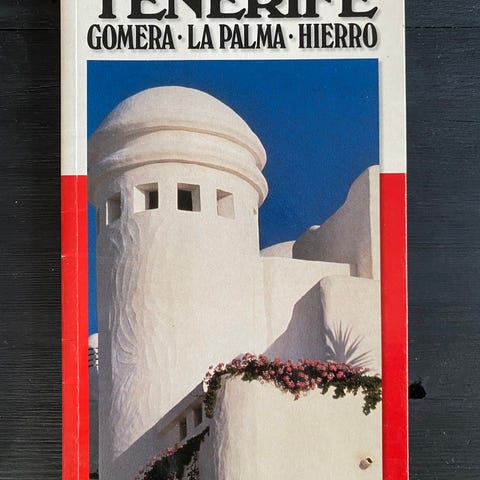 TENERIFE
GOMERA · LA PALMA · HIERRO